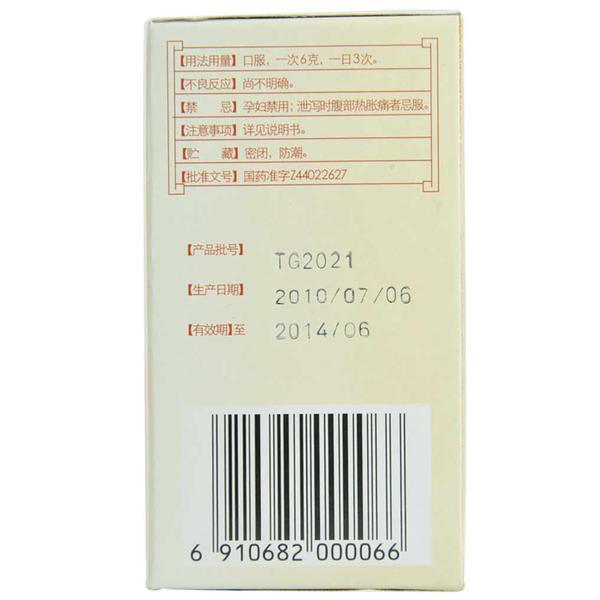 【用法用量】口服，一次6克，一日3次。
【不良反应】尚不明确。
【禁 忌】孕妇禁用；泄泻时腹部热胀痛者忌服。
【注意事项】详见说明书。
【贮 藏】密闭，防潮。
【批准文号】国药准字Z44022627
【产品批号】 TG2021
【生产日期】 2010/07/06
【有效期】至 2014/06
6 910682 000066